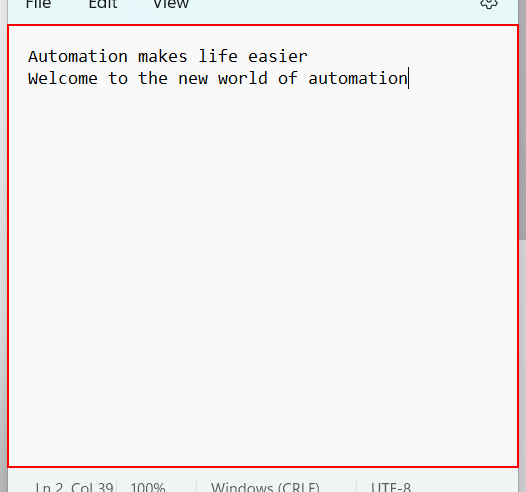 File Edit View
Automation makes life easier
Welcome to the new world of automation
Ln 2, Col 39 100% Windows (CRLF) UTF-8